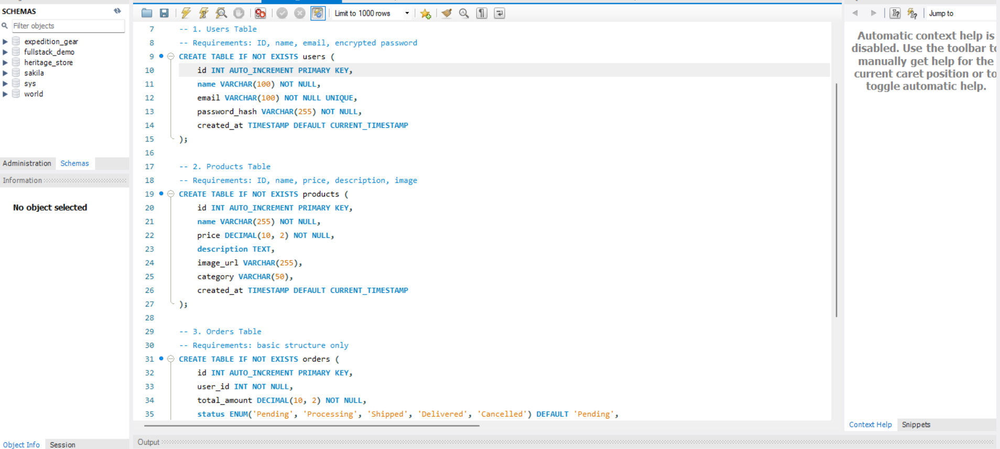 SCHEMAS
Filter objects
expedition_gear
fullstack_demo
heritage_store
sakila
sys
world
Administration Schemas
Information
No object selected
Object Info Session
Limit to 1000 rows
7 -- 1. Users Table
8 -- Requirements: ID, name, email, encrypted password
9 CREATE TABLE IF NOT EXISTS users (
10 id INT AUTO_INCREMENT PRIMARY KEY,
11 name VARCHAR(100) NOT NULL,
12 email VARCHAR(100) NOT NULL UNIQUE,
13 password_hash VARCHAR(255) NOT NULL,
14 created_at TIMESTAMP DEFAULT CURRENT_TIMESTAMP
15 );
16
17 -- 2. Products Table
18 -- Requirements: ID, name, price, description, image
19 CREATE TABLE IF NOT EXISTS products (
20 id INT AUTO_INCREMENT PRIMARY KEY,
21 name VARCHAR(255) NOT NULL,
22 price DECIMAL(10, 2) NOT NULL,
23 description TEXT,
24 image_url VARCHAR(255),
25 category VARCHAR(50),
26 created_at TIMESTAMP DEFAULT CURRENT_TIMESTAMP
27 );
28
29 -- 3. Orders Table
30 -- Requirements: basic structure only
31 CREATE TABLE IF NOT EXISTS orders (
32 id INT AUTO_INCREMENT PRIMARY KEY,
33 user_id INT NOT NULL,
34 total_amount DECIMAL(10, 2) NOT NULL,
35 status ENUM('Pending', 'Processing', 'Shipped', 'Delivered', 'Cancelled') DEFAULT 'Pending',
Output
Jump to
Automatic context help is
disabled. Use the toolbar to
manually get help for the
current caret position or to
toggle automatic help.
Context Help Snippets